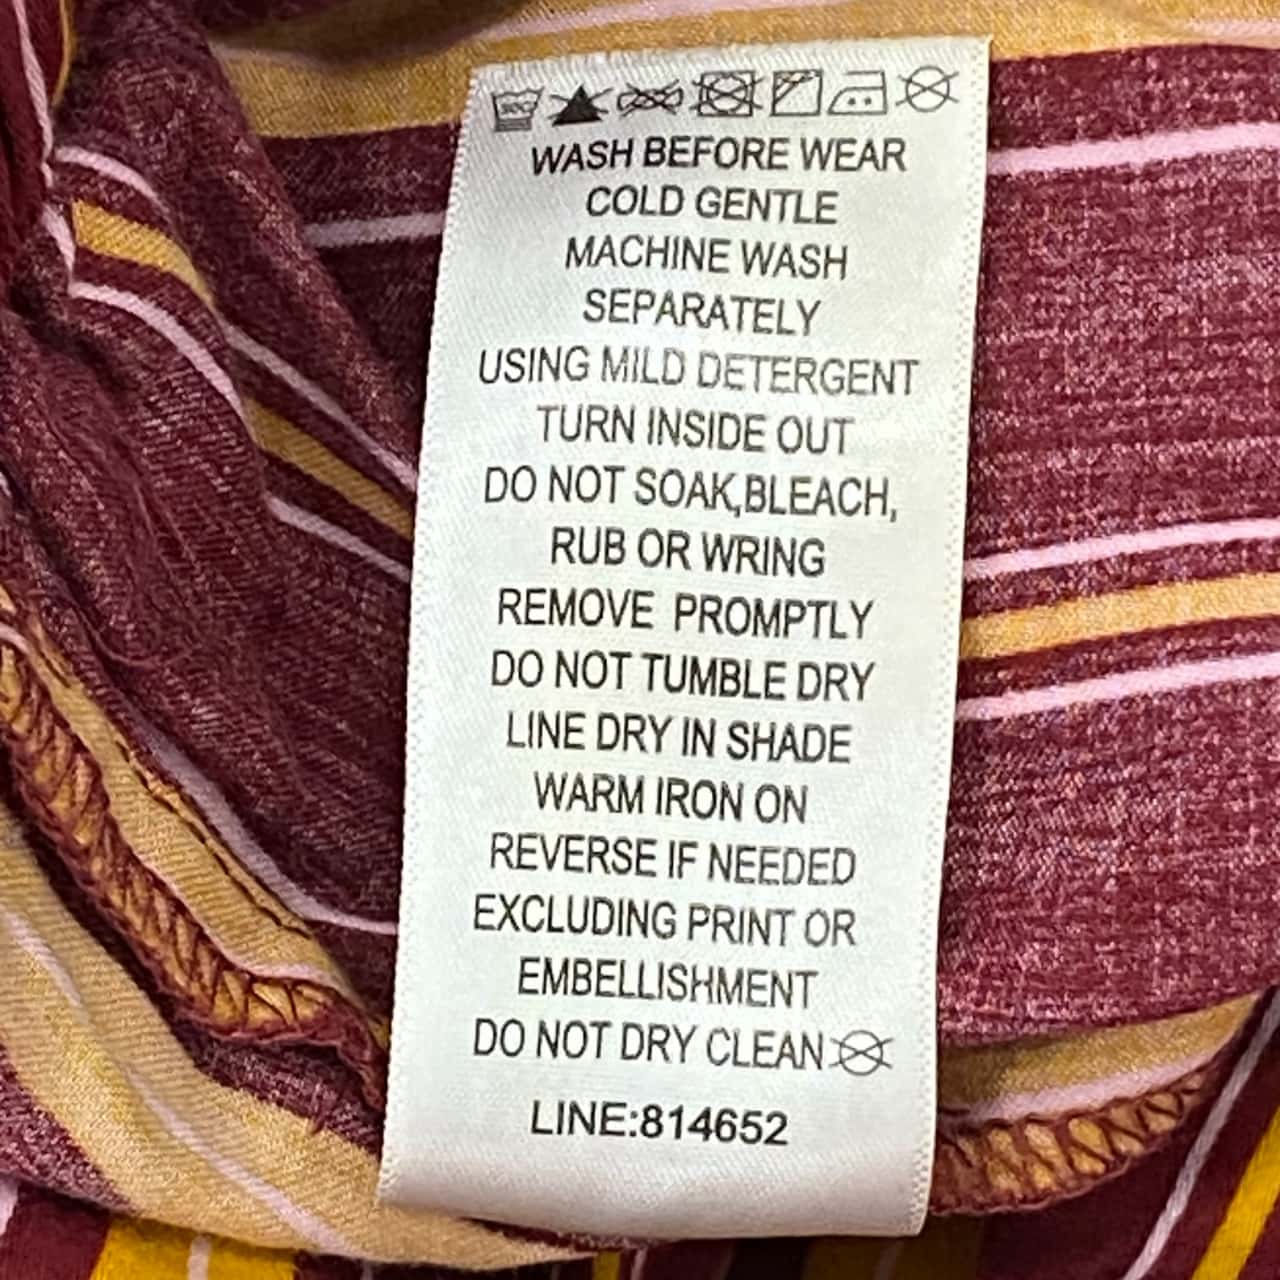 WASH BEFORE WEAR
COLD GENTLE
MACHINE WASH
SEPARATELY
USING MILD DETERGENT
TURN INSIDE OUT
DO NOT SOAK,BLEACH,
RUB OR WRING
REMOVE PROMPTLY
DO NOT TUMBLE DRY
LINE DRY IN SHADE
WARM IRON ON
REVERSE IF NEEDED
EXCLUDING PRINT OR
EMBELLISHMENT
DO NOT DRY CLEAN
LINE:814652